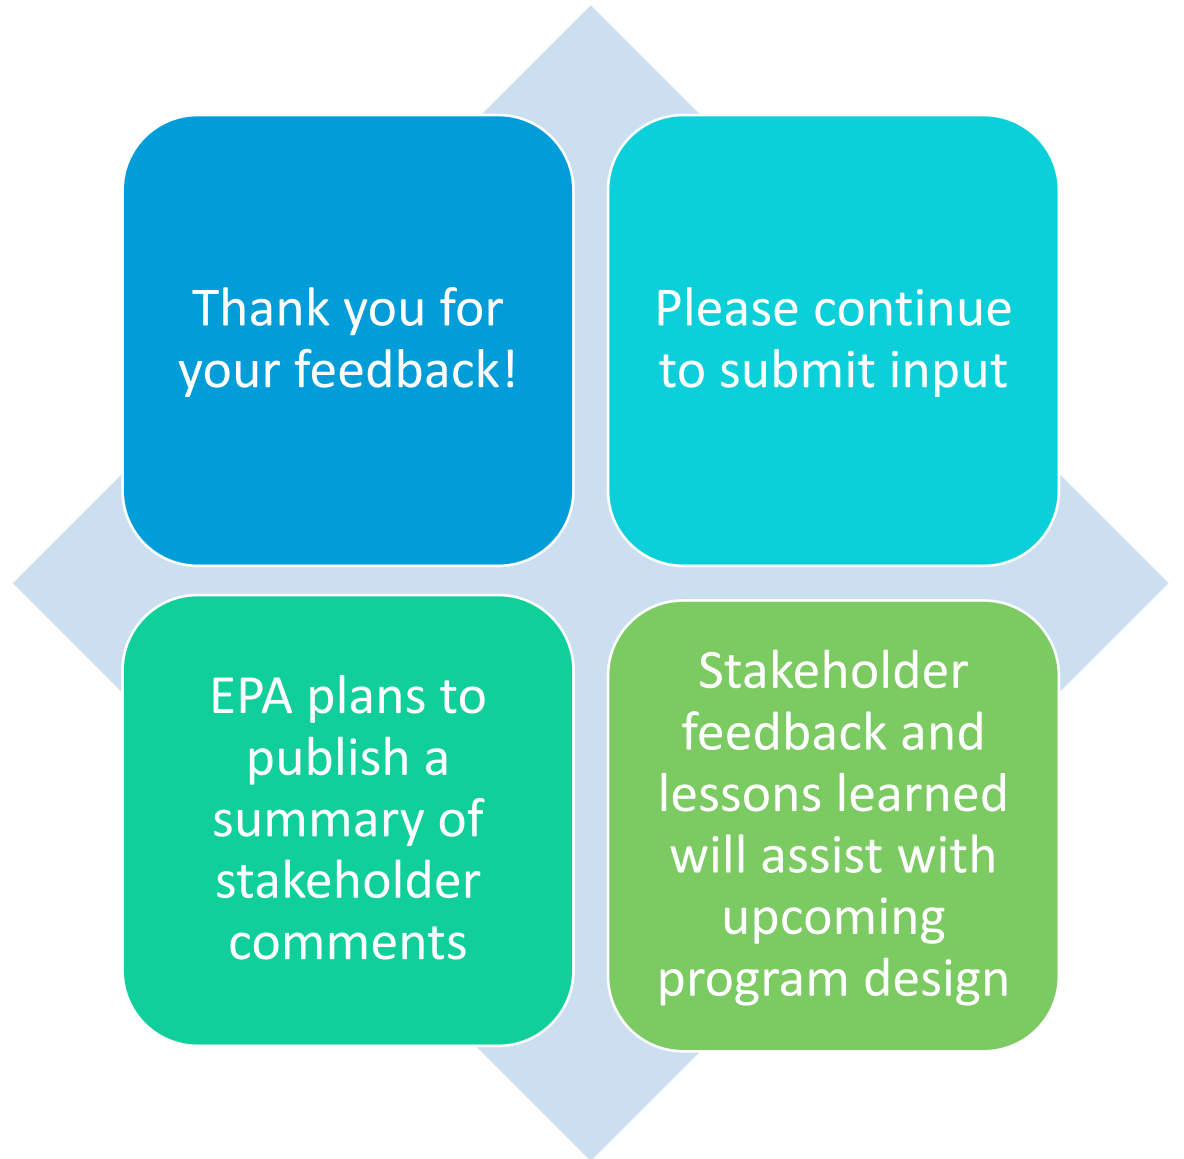 Thank you for
your feedback!
Please continue
to submit input
EPA plans to
publish a
summary of
stakeholder
comments
Stakeholder
feedback and
lessons learned
will assist with
upcoming
program design